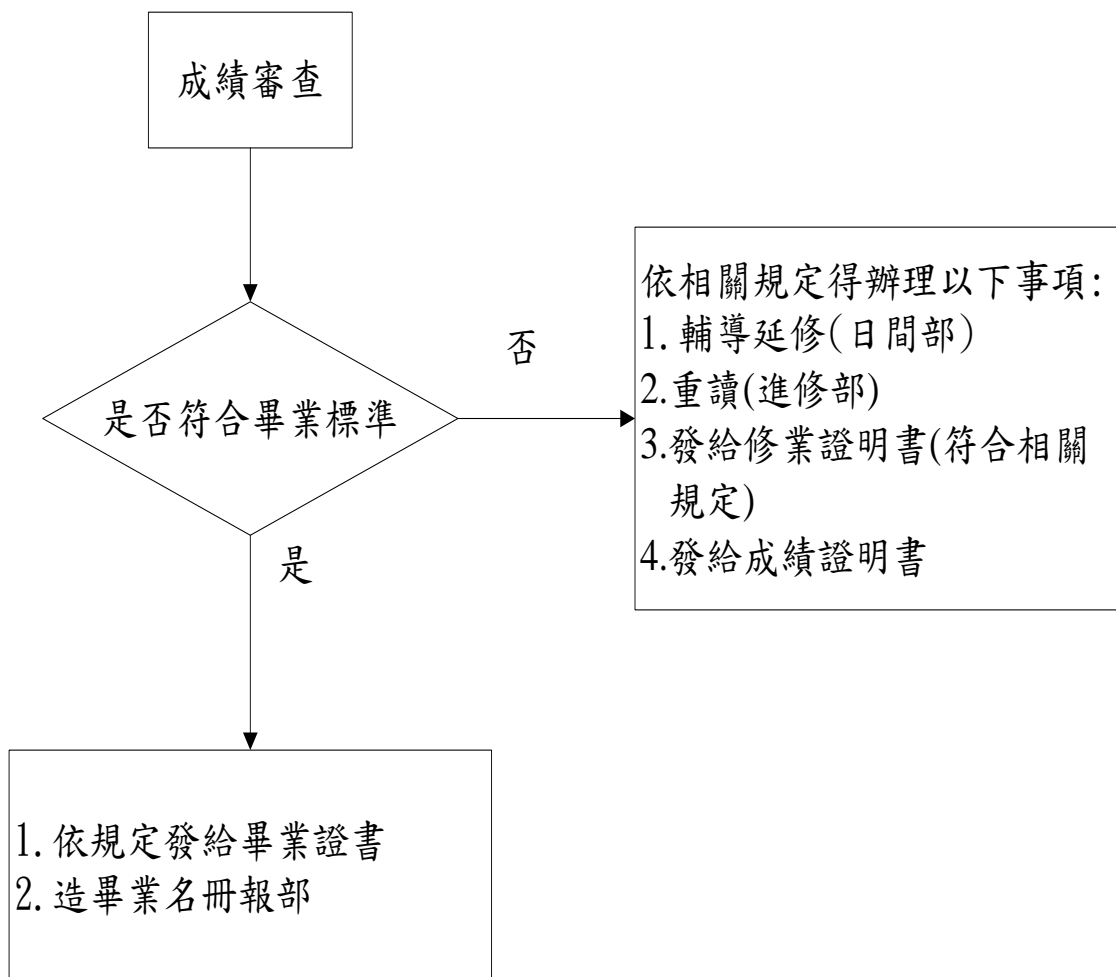 成績審查
是否符合畢業標準
否
依相關規定得辦理以下事項:
1. 輔導延修(日間部)
2.重讀(進修部)
3.發給修業證明書(符合相關
規定)
4.發給成績證明書
是
1. 依規定發給畢業證書
2. 造畢業名冊報部